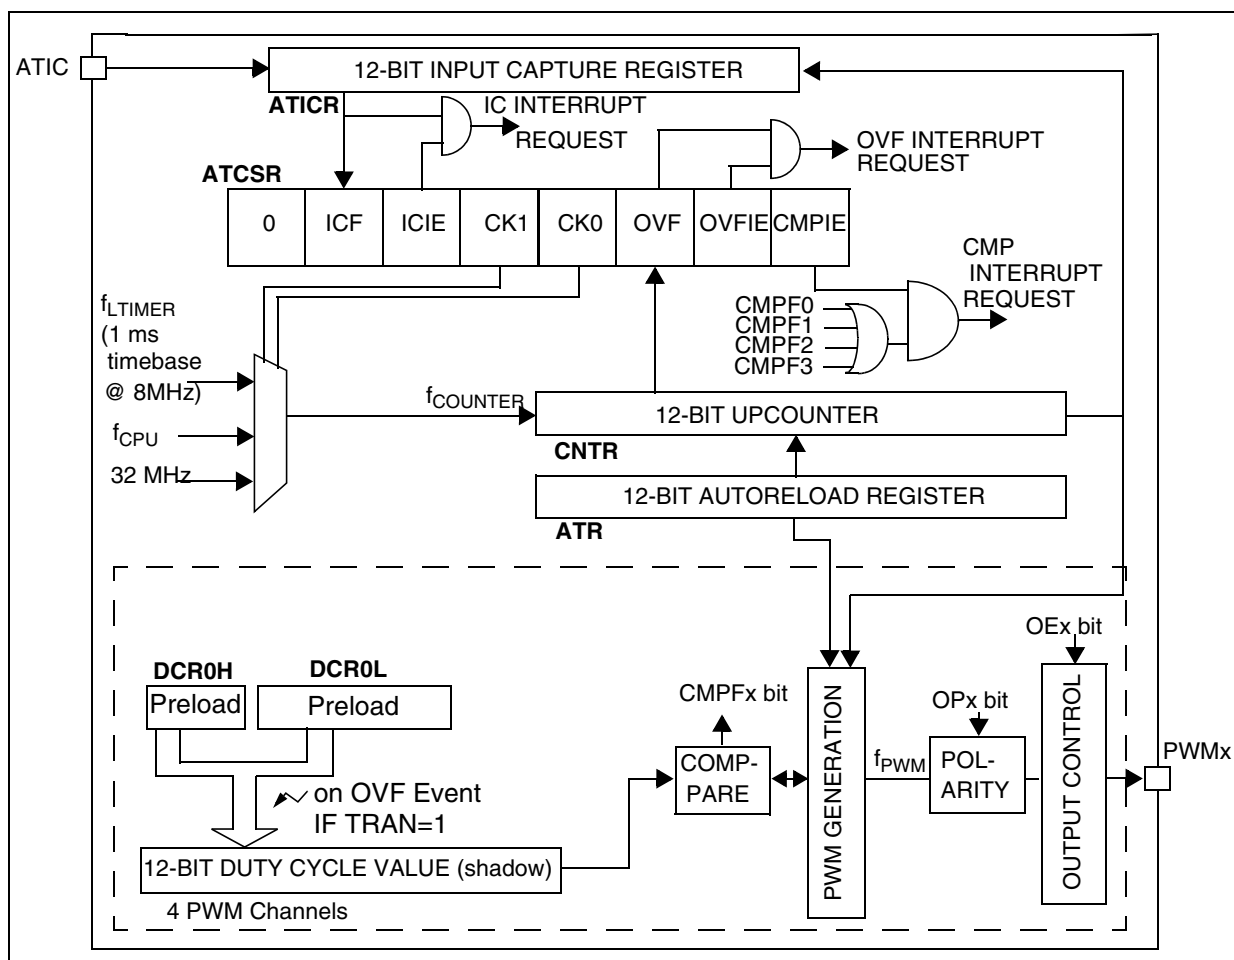 ATIC
12-BIT INPUT CAPTURE REGISTER
ATICR
IC INTERRUPT
REQUEST
OVF INTERRUPT
REQUEST
ATCSR
0 ICF ICIE CK1 CK0 OVF OVFIE CMPIE
CMP
INTERRUPT
REQUEST
fLTIMER
(1 ms
timebase
@ 8MHz)
CMPF0
CMPF1
CMPF2
CMPF3
fCOUNTER
12-BIT UPCOUNTER
fCPU
CNTR
32 MHz
12-BIT AUTORELOAD REGISTER
ATR
OEx bit
DCR0H
DCR0L
Preload
Preload
CMPFx bit
OPx bit
PWMx
COMP-
PARE
PWM GENERATION
fPWM
POL-
ARITY
OUTPUT CONTROL
on OVF Event
IF TRAN=1
12-BIT DUTY CYCLE VALUE (shadow)
4 PWM Channels